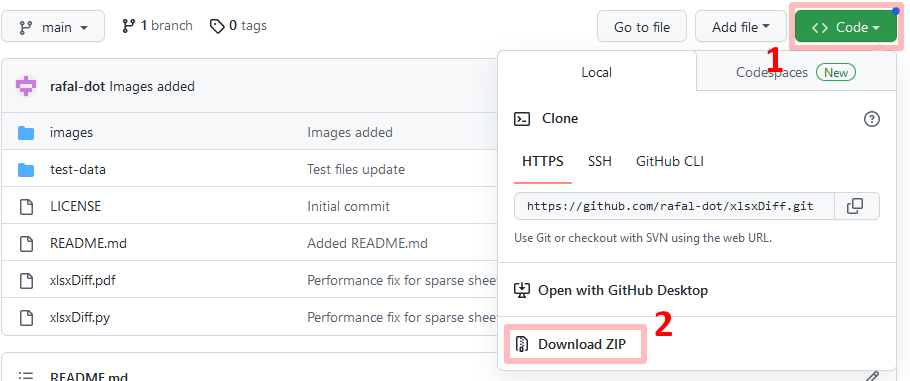 main 1 branch 0 tags Go to file Add file <> Code
1
Local Codespaces New
rafal-dot Images added
Clone
images Images added
HTTPS SSH GitHub CLI
test-data Test files update
LICENSE Initial commit
https://github.com/rafal-dot/xlsxDiff.git
README.md Added README.md
Use Git or checkout with SVN using the web URL.
xlsxDiff.pdf Performance fix for sparse shee
Open with GitHub Desktop
xlsxDiff.py Performance fix for sparse shee
2
Download ZIP
README.md